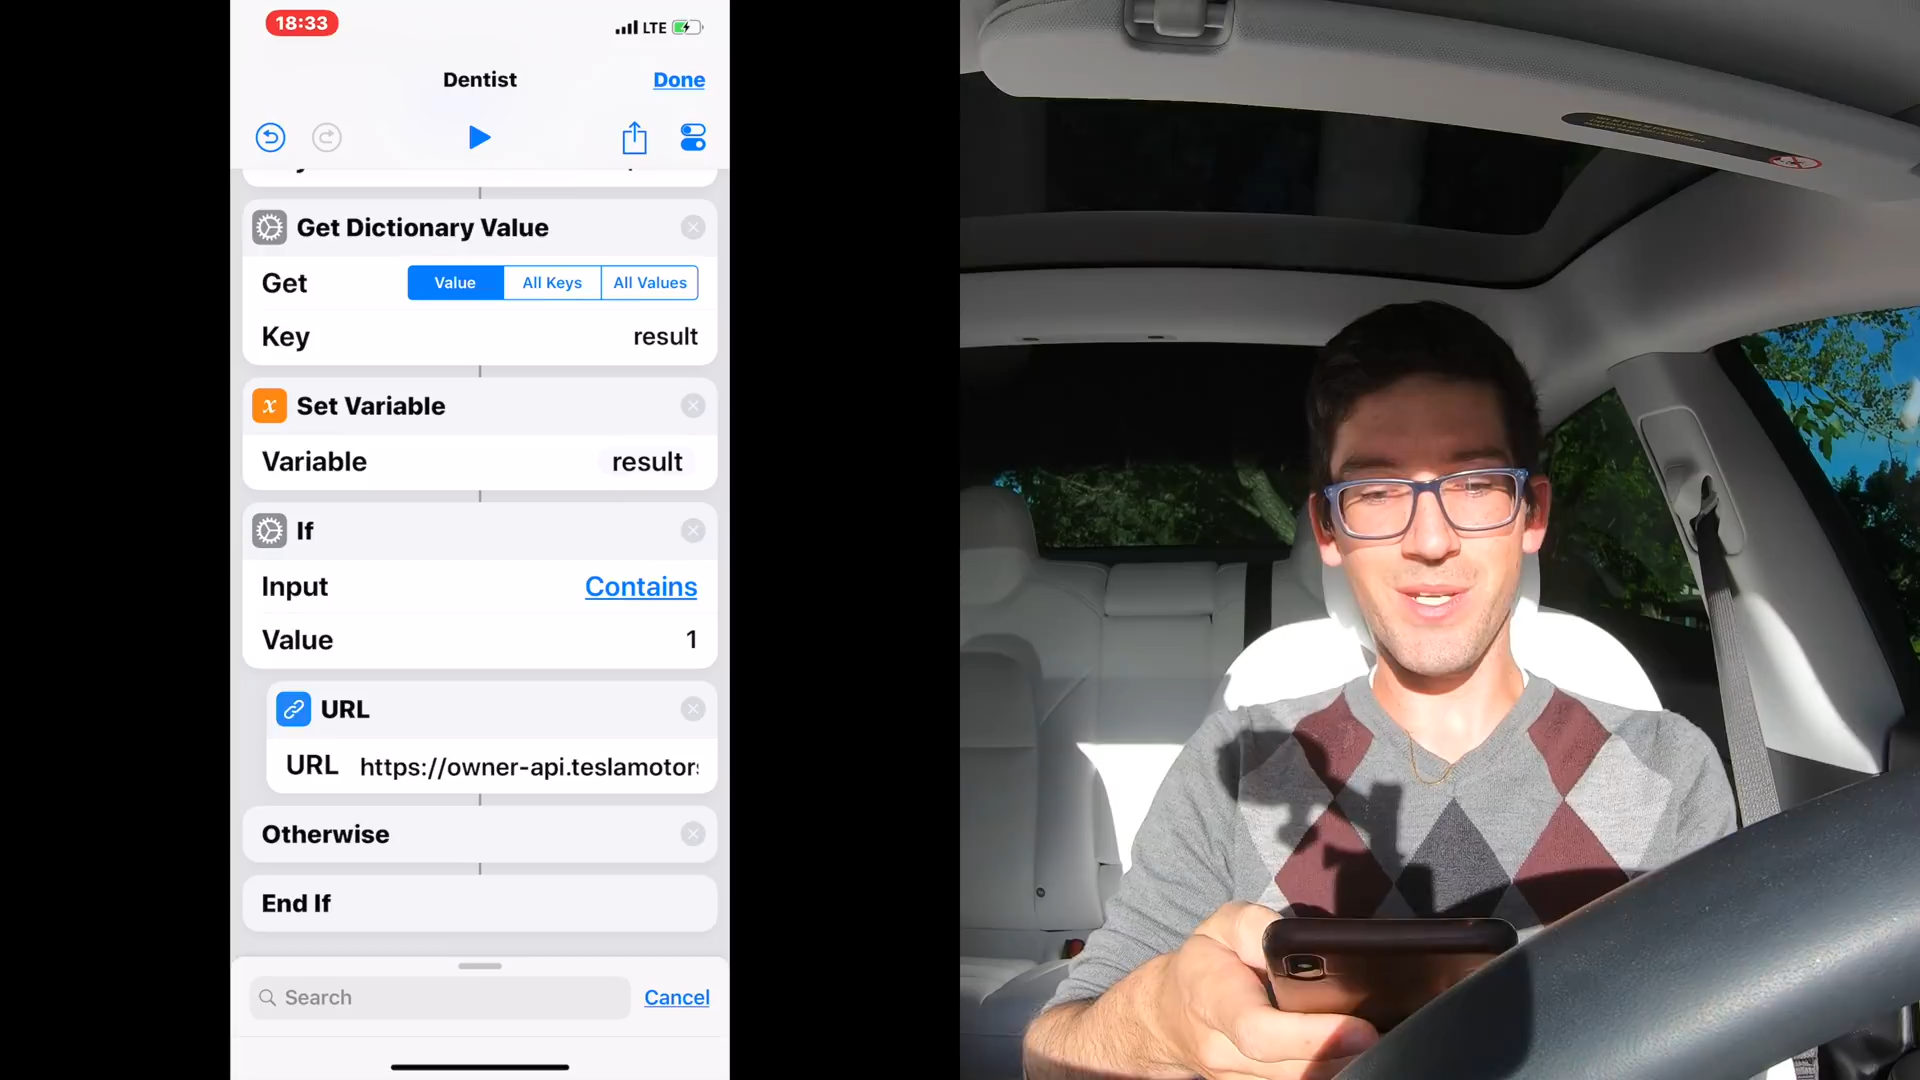 18:33
LTE
Dentist
Done
Get Dictionary Value
Get
Value
All Keys
All Values
Key
result
x
Set Variable
Variable
result
If
Input
Contains
Value
1
URL
URL
https://owner-api.teslamotor
Otherwise
End If
Search
Cancel